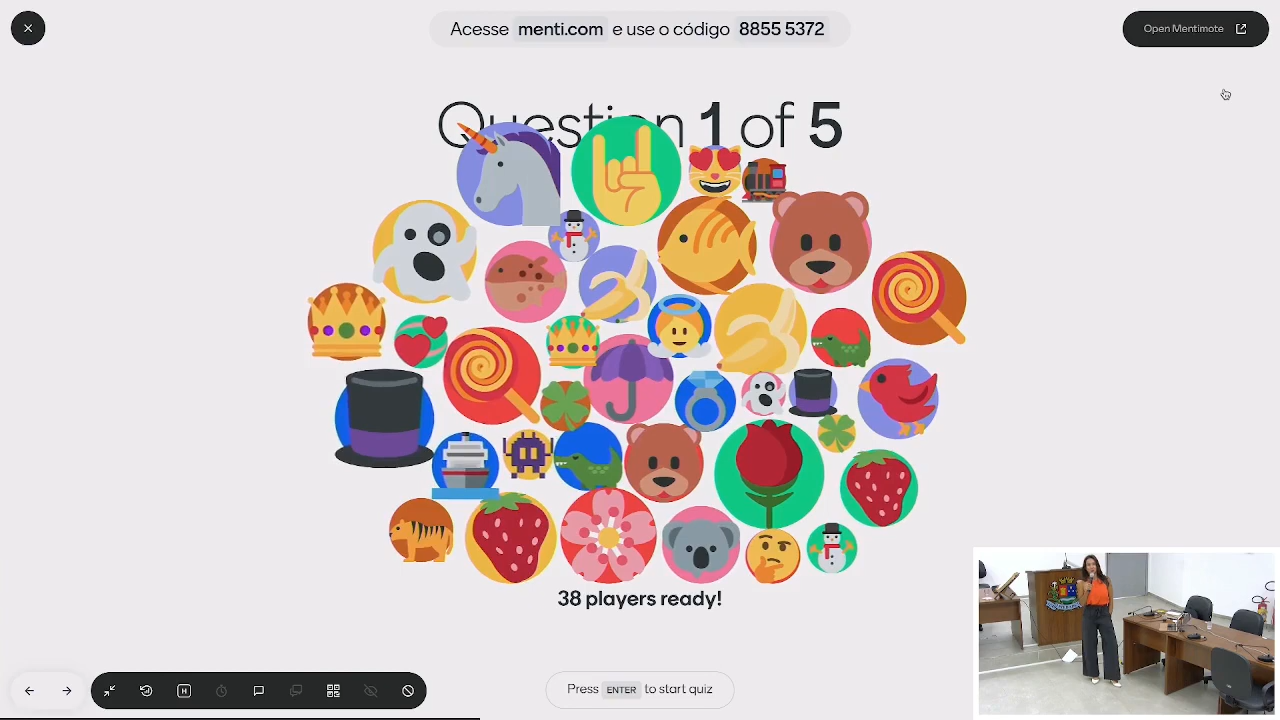 Acesse menti.com e use o código 8855 5372
Open Mentimote
Question 1 of 5
38 players ready!
Press ENTER to start quiz